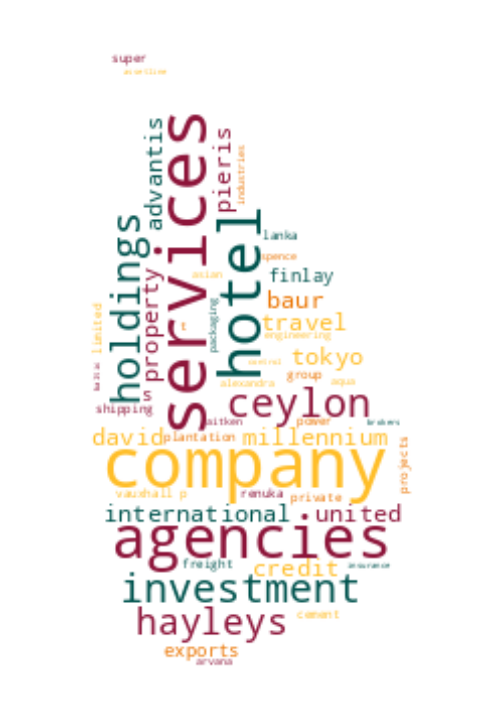 super
assetline
services
advantis
pieris
industries
hotel
holdings
lanka
spence
asian
finlay
property
baur
packaging
limited
t
travel
engineering
tokyo
control
group
alexandra
aqua
s
ceylon
shipping
aitken
power
brokers
david
plantation
millennium
company
projects
vauxhall p
renuka
private
international
united
agencies
freight
credit
insurance
investment
hayleys
cement
exports
arvana